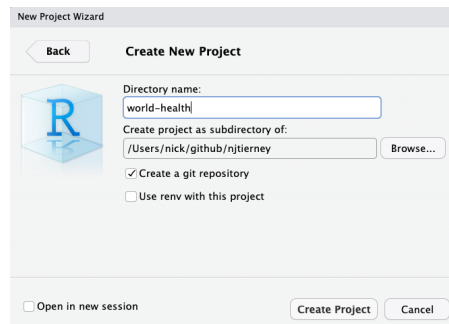 New Project Wizard
Back
Create New Project
R
Directory name:
world-health
Create project as subdirectory of:
/Users/nick/github/njtierney
Browse...
Create a git repository
Use renv with this project
Open in new session
Create Project
Cancel